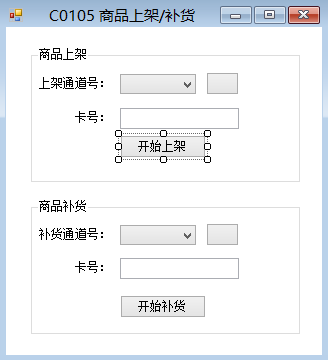 C0105 商品上架/补货
商品上架
上架通道号：
卡号：
开始上架
商品补货
补货通道号：
卡号：
开始补货